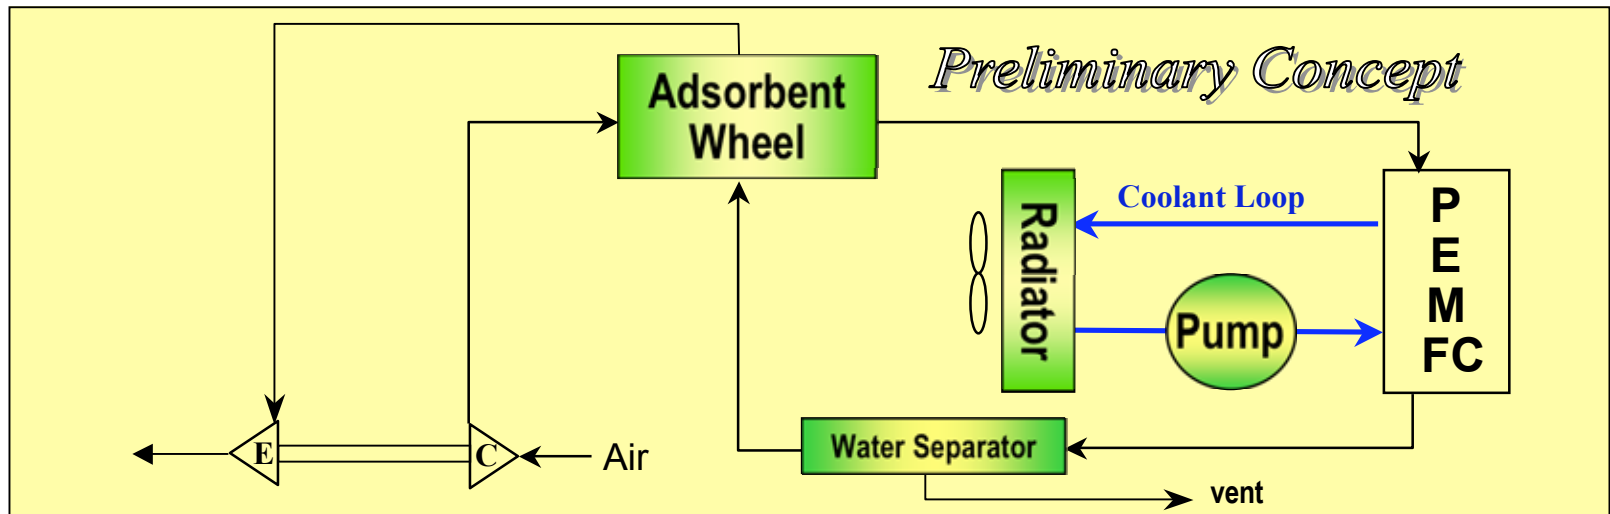 Preliminary Concept
Adsorbent
Wheel
Coolant Loop
Radiator
Pump
P
E
M
FC
Water Separator
E
C
Air
vent